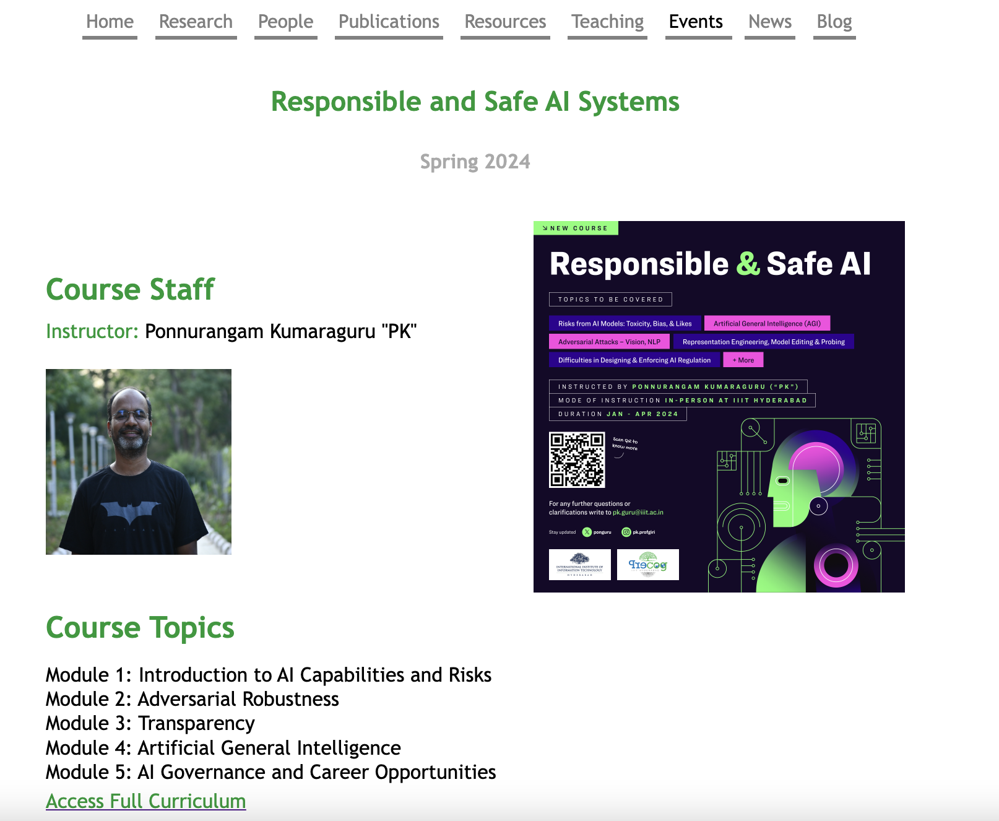 Home Research People Publications Resources Teaching Events News Blog
Responsible and Safe AI Systems
Spring 2024
Course Staff
Instructor: Ponnurangam Kumaraguru "PK"
NEW COURSE
Responsible & Safe AI
TOPICS TO BE COVERED
Risks from AI Models: Toxicity, Bias, & Likes
Artificial General Intelligence (AGI)
Adversarial Attacks – Vision, NLP
Representation Engineering, Model Editing & Probing
Difficulties in Designing & Enforcing AI Regulation
+ More
INSTRUCTED BY PONNURANGAM KUMARAGURU (“PK”)
MODE OF INSTRUCTION IN-PERSON AT IIIT HYDERABAD
DURATION JAN - APR 2024
Scan QR to
know more
For any further questions or
clarifications write to pk.guru@iiit.ac.in
Stay updated ponguru pk.profgiri
INTERNATIONAL INSTITUTE OF
INFORMATION TECHNOLOGY
HYDERABAD
Precog
IIIT HYDERABAD
Course Topics
Module 1: Introduction to AI Capabilities and Risks
Module 2: Adversarial Robustness
Module 3: Transparency
Module 4: Artificial General Intelligence
Module 5: AI Governance and Career Opportunities
Access Full Curriculum